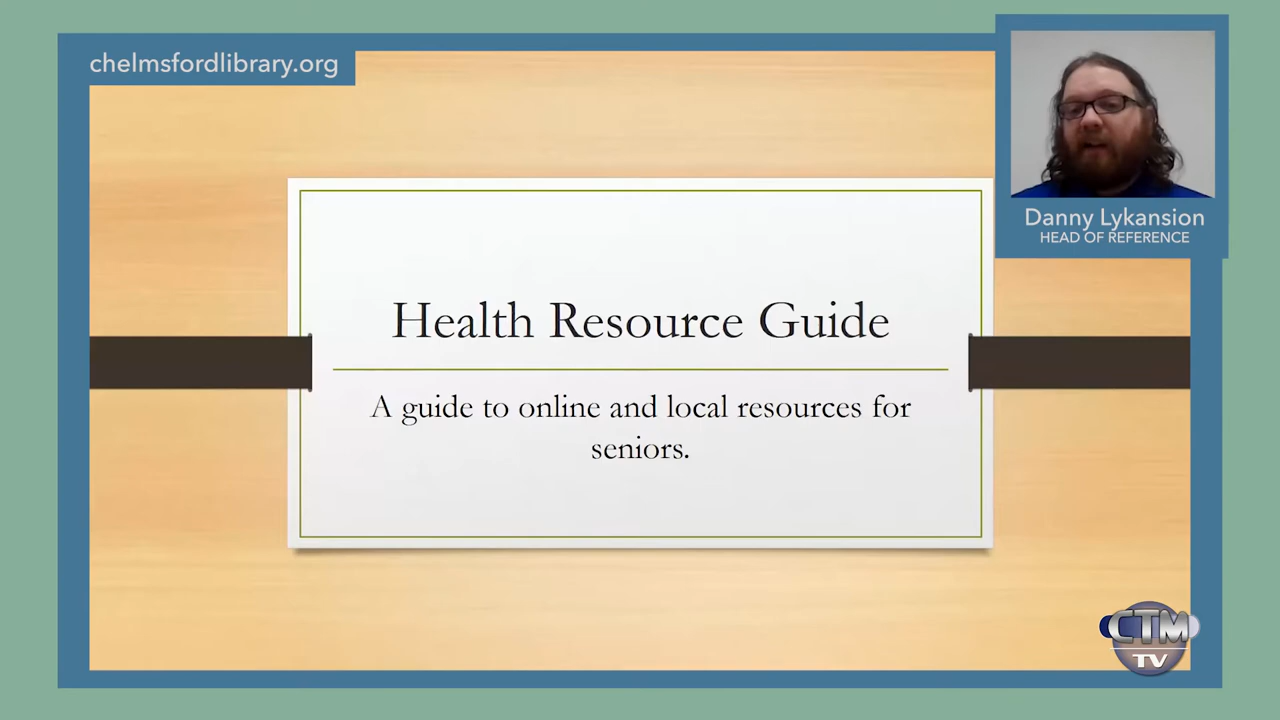 chelmsfordlibrary.org
Danny Lykansion
HEAD OF REFERENCE
Health Resource Guide
A guide to online and local resources for
seniors.
CTM
TV